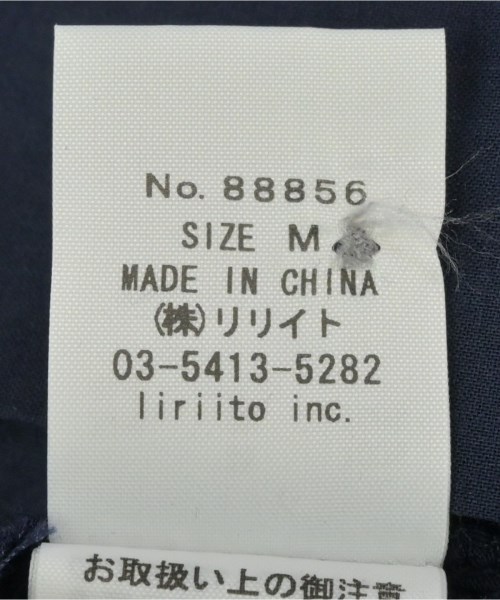 No. 88856
SIZE M
MADE IN CHINA
(株)リリイト
03-5413-5282
liriito inc.
お取扱い上の御注意